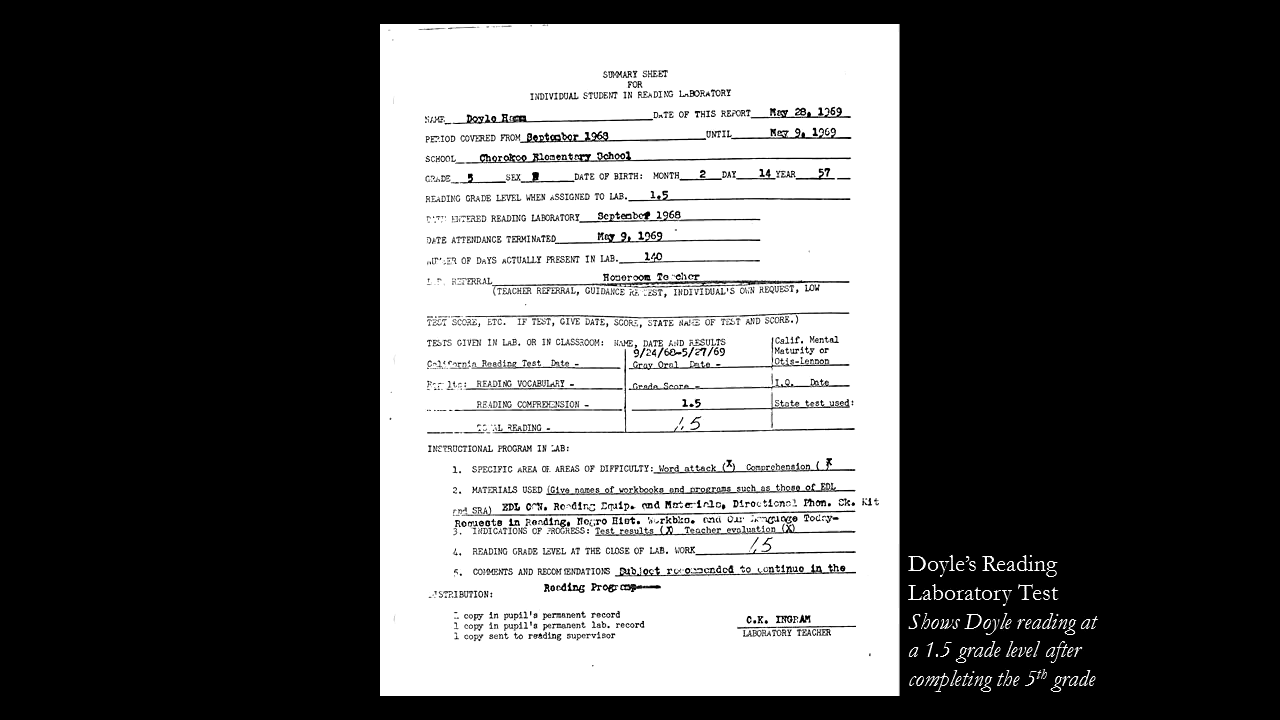 SUMMARY SHEET
FOR
INDIVIDUAL STUDENT IN READING LABORATORY
NAME Doyle Hamm DATE OF THIS REPORT May 28, 1969
PERIOD COVERED FROM September 1968 UNTIL May 9, 1969
SCHOOL Cherokee Elementary School
GRADE 5 SEX DATE OF BIRTH: MONTH 2 DAY 14 YEAR 57
READING GRADE LEVEL WHEN ASSIGNED TO LAB. 1.5
DATE ENTERED READING LABORATORY September 1968
DATE ATTENDANCE TERMINATED May 9, 1969
NUMBER OF DAYS ACTUALLY PRESENT IN LAB. 140
REFERRAL Homeroom Teacher
(TEACHER REFERRAL, GUIDANCE REQUEST, INDIVIDUAL'S OWN REQUEST, LOW
TEST SCORE, ETC. IF TEST, GIVE DATE, SCORE, STATE NAME OF TEST AND SCORE.)
TESTS GIVEN IN LAB. OR IN CLASSROOM: NAME, DATE AND RESULTS
Calif. Mental
Maturity or
Otis-Lennon
9/24/68-5/27/69
California Reading Test Date - Gray Oral Date -
Results: READING VOCABULARY - Grade Score - I.Q. Date
READING COMPREHENSION - 1.5 State test used:
TOTAL READING - 1.5
INSTRUCTIONAL PROGRAM IN LAB:
1. SPECIFIC AREA OR AREAS OF DIFFICULTY: Word attack (X) Comprehension ( X
2. MATERIALS USED (Give names of workbooks and programs such as those of EDL
and SRA) EDL CON. Reading Equip. and Materials, Directional Phon. Sk. Kit
Requests in Reading, Negro Hist. Workbks. and Our Language Today-
3. INDICATIONS OF PROGRESS: Test results (X) Teacher evaluation (X)
4. READING GRADE LEVEL AT THE CLOSE OF LAB. WORK 1.5
5. COMMENTS AND RECOMENDATIONS Subject recommended to continue in the
Reading Program
DISTRIBUTION:
1 copy in pupil's permanent record
1 copy in pupil's permanent lab. record
1 copy sent to reading supervisor
C.K. INGRAM
LABORATORY TEACHER
Doyle's Reading
Laboratory Test
Shows Doyle reading at
a 1.5 grade level after
completing the 5th grade